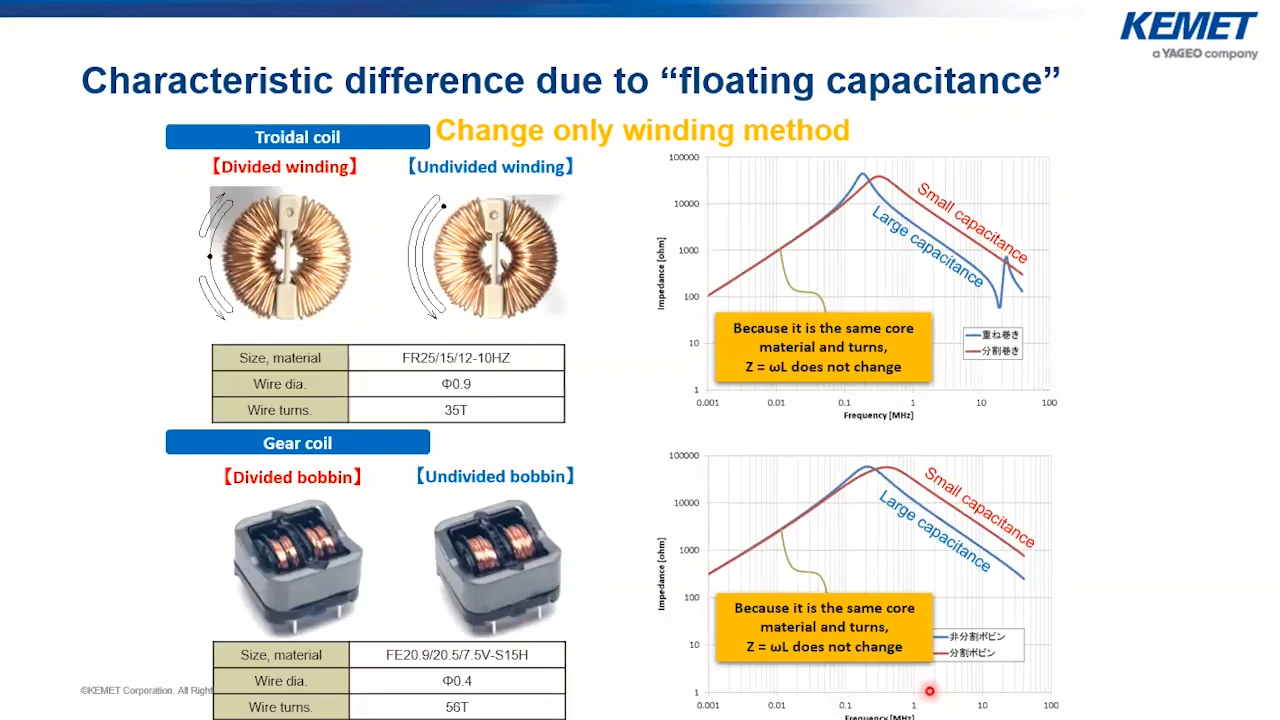 KEMET
a YAGEO company
Characteristic difference due to “floating capacitance”
Troidal coil
Change only winding method
【Divided winding】
【Undivided winding】
Size, material FR25/15/12-10HZ
Wire dia. Φ0.9
Wire turns. 35T
100000
10000
1000
100
10
1
Impedance [ohm]
Small capacitance
Large capacitance
Because it is the same core
material and turns,
Z = ωL does not change
重ね巻き
分割巻き
0.001 0.01 0.1 1 10 100
Frequency [MHz]
Gear coil
【Divided bobbin】
【Undivided bobbin】
Size, material FE20.9/20.5/7.5V-S15H
Wire dia. Φ0.4
Wire turns. 56T
100000
10000
1000
100
10
1
Impedance [ohm]
Small capacitance
Large capacitance
Because it is the same core
material and turns,
Z = ωL does not change
非分割ボビン
分割ボビン
0.001 0.01 0.1 1 10 100
Frequency [MHz]
©KEMET Corporation. All Right